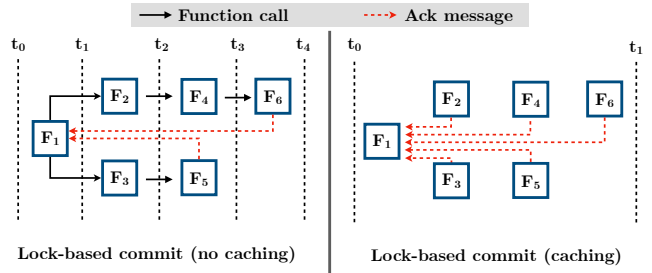 Function call Ack message
t0 t1 t2 t3 t4 t0 t1
F2 F4 F6 F2 F4 F6
F1 F1
F3 F5 F3 F5
Lock-based commit (no caching) Lock-based commit (caching)